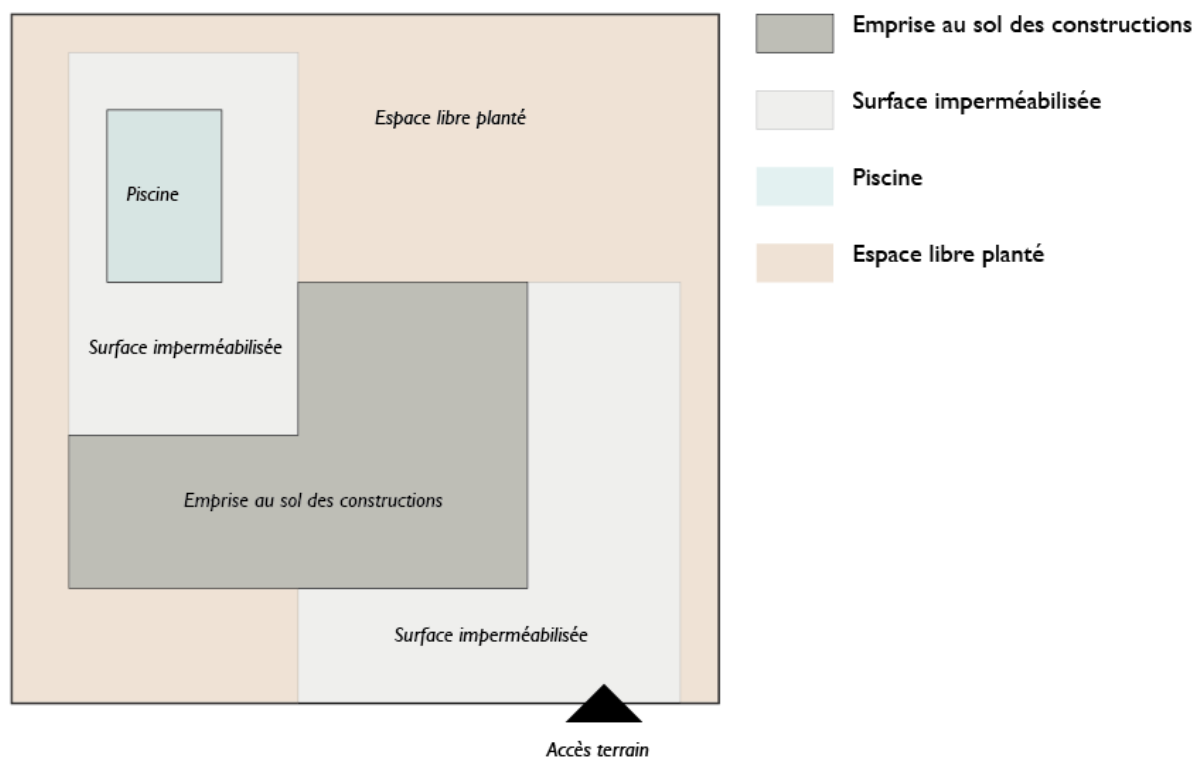 Emprise au sol des constructions
Surface imperméabilisée
Piscine
Espace libre planté
Espace libre planté
Piscine
Surface imperméabilisée
Emprise au sol des constructions
Surface imperméabilisée
Accès terrain